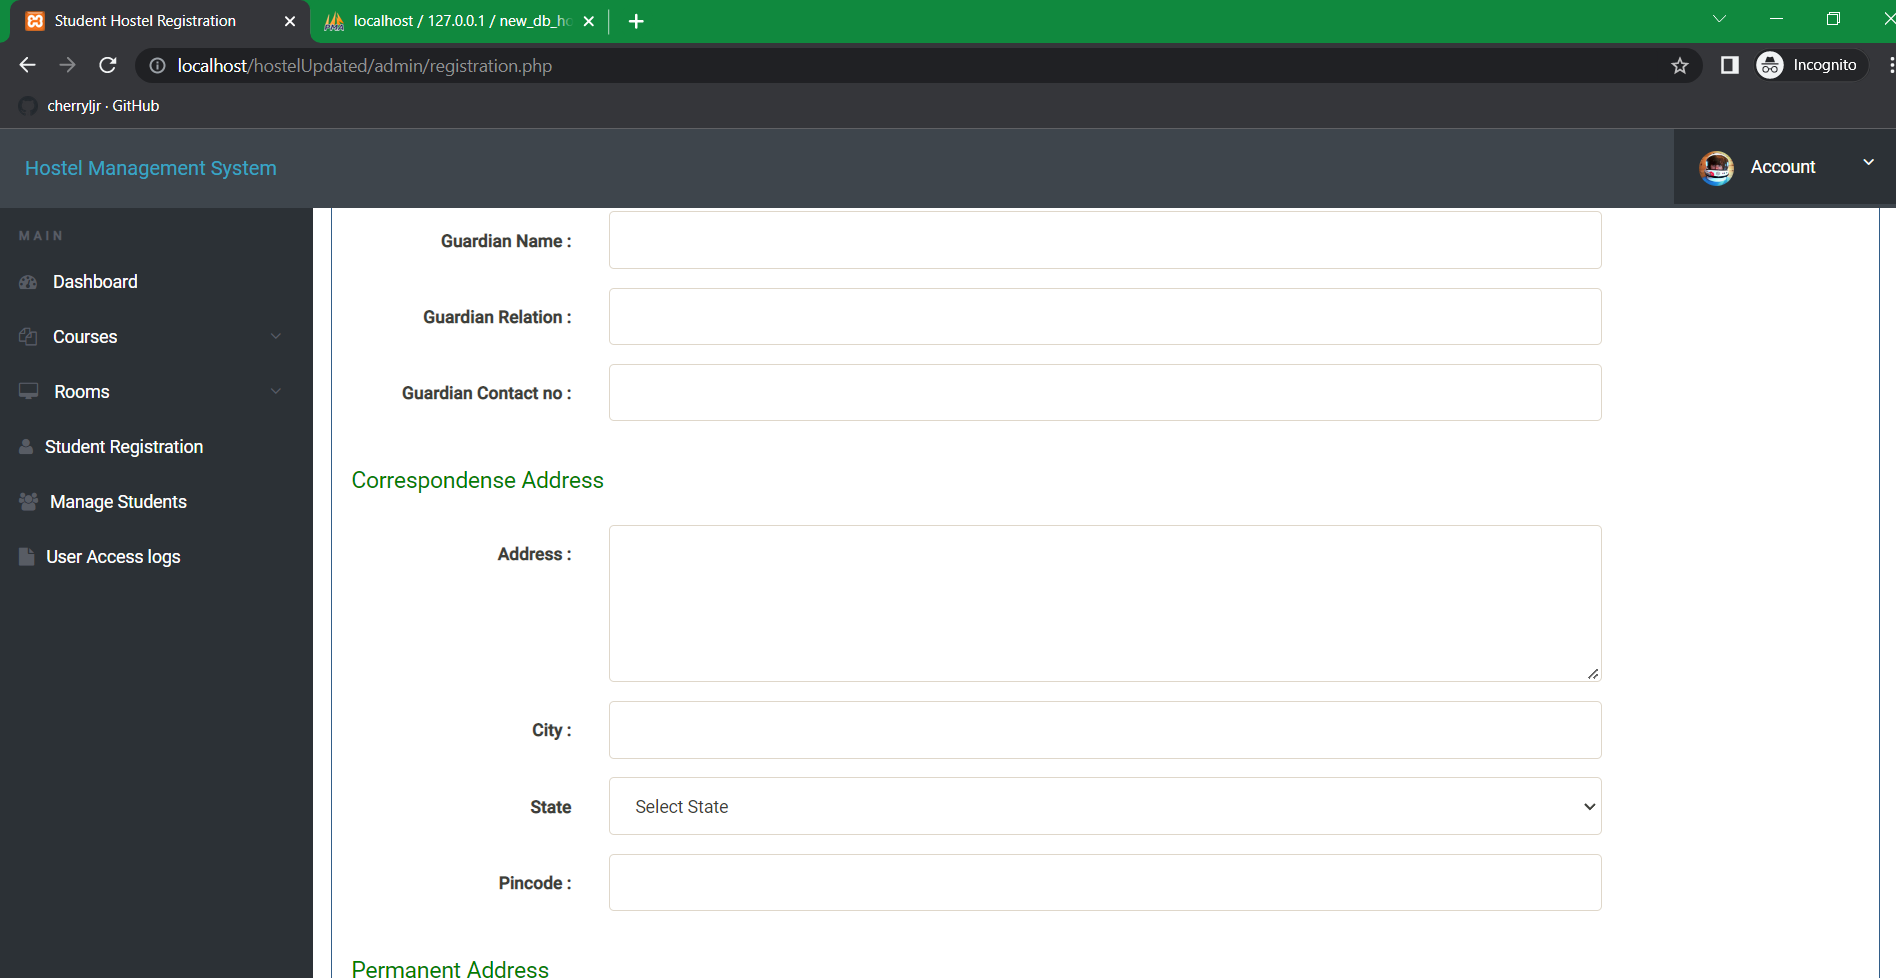 Student Hostel Registration
localhost / 127.0.0.1 / new_db_ho
localhost/hostelUpdated/admin/registration.php
Incognito
cherryljr · GitHub
Hostel Management System
Account
MAIN
Dashboard
Courses
Rooms
Student Registration
Manage Students
User Access logs
Guardian Name :
Guardian Relation :
Guardian Contact no :
Correspondense Address
Address :
City :
State
Select State
Pincode :
Permanent Address